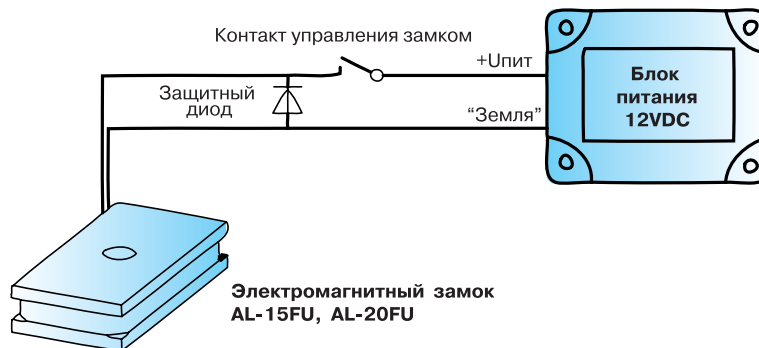 Контакт управления замком
+Uпит
Защитный
диод
“Земля”
Блок
питания
12VDC
Электромагнитный замок
AL-15FU, AL-20FU